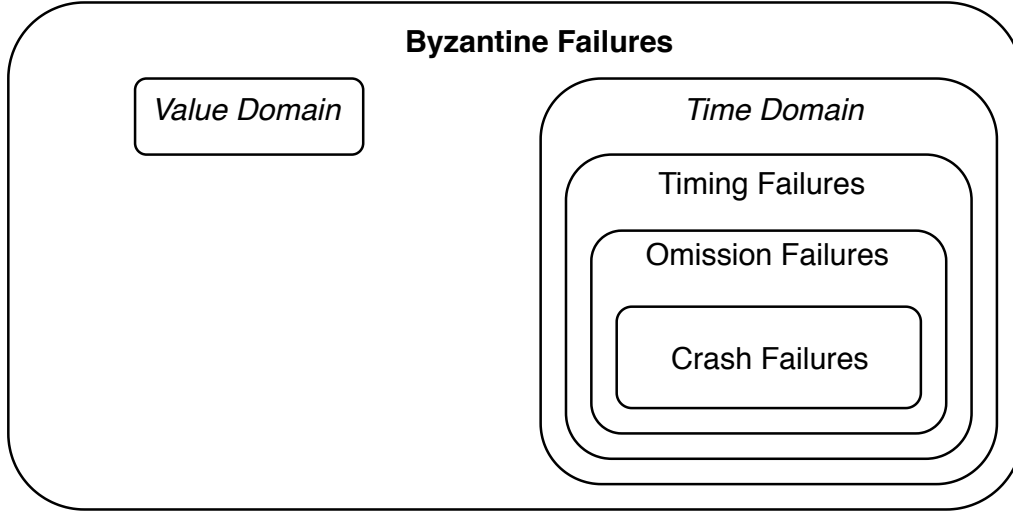 Byzantine Failures
Value Domain
Time Domain
Timing Failures
Omission Failures
Crash Failures